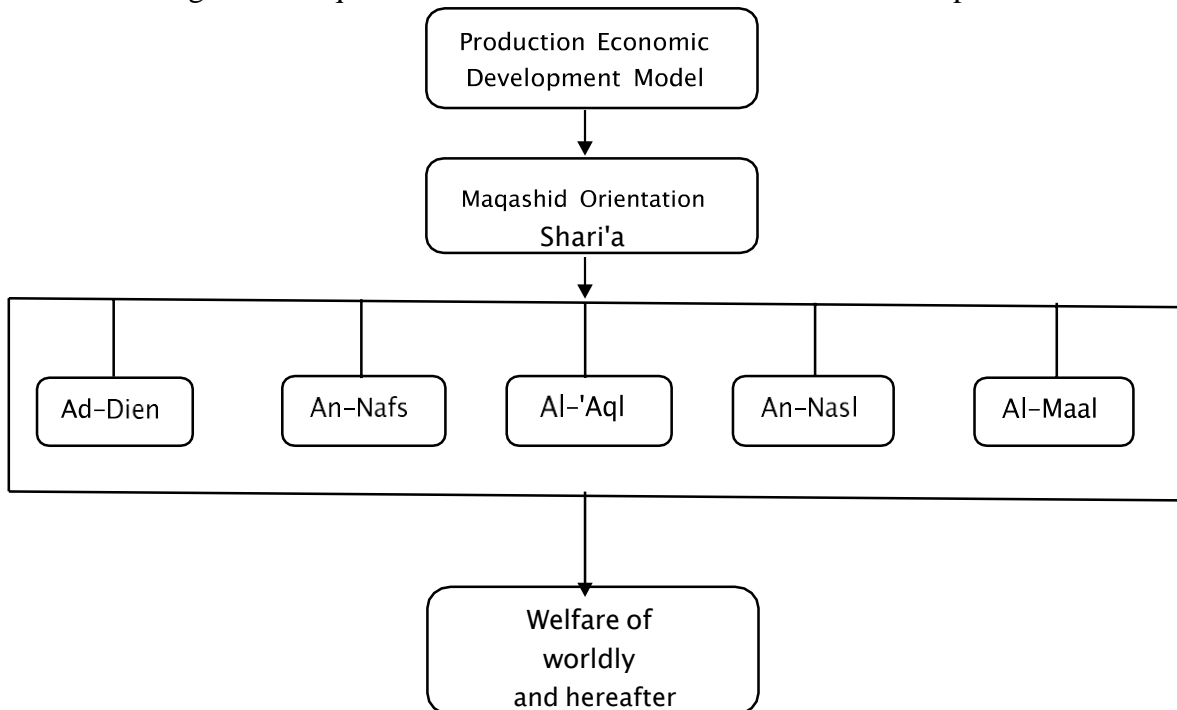 Production Economic
Development Model
Maqashid Orientation
Shari'a
Ad-Dien
An-Nafs
Al-'Aql
An-Nasl
Al-Maal
Welfare of
worldly
and hereafter